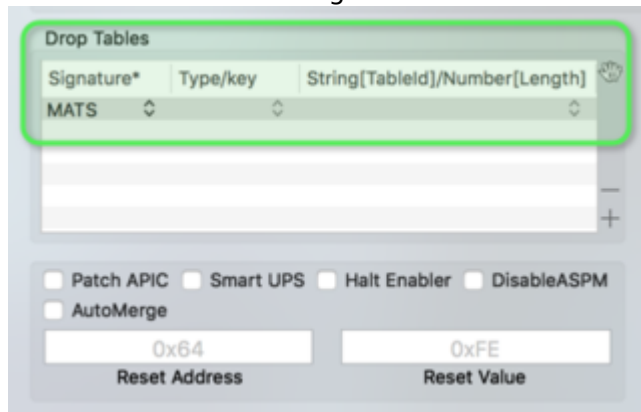 Drop Tables
Signature* Type/key String[TableId]/Number[Length]
MATS
Patch APIC Smart UPS Halt Enabler DisableASPM
AutoMerge
0x64 0xFE
Reset Address Reset Value